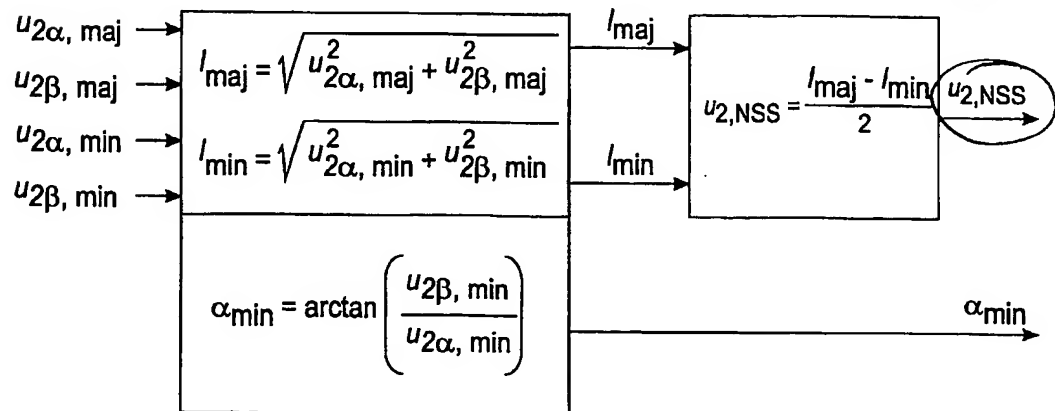 u2α, maj
u2β, maj
u2α, min
u2β, min
lmaj = √(u²2α, maj + u²2β, maj)
lmin = √(u²2α, min + u²2β, min)
αmin = arctan (u2β, min / u2α, min)
lmaj
lmin
u2,NSS = (lmaj - lmin) / 2
u2,NSS
αmin